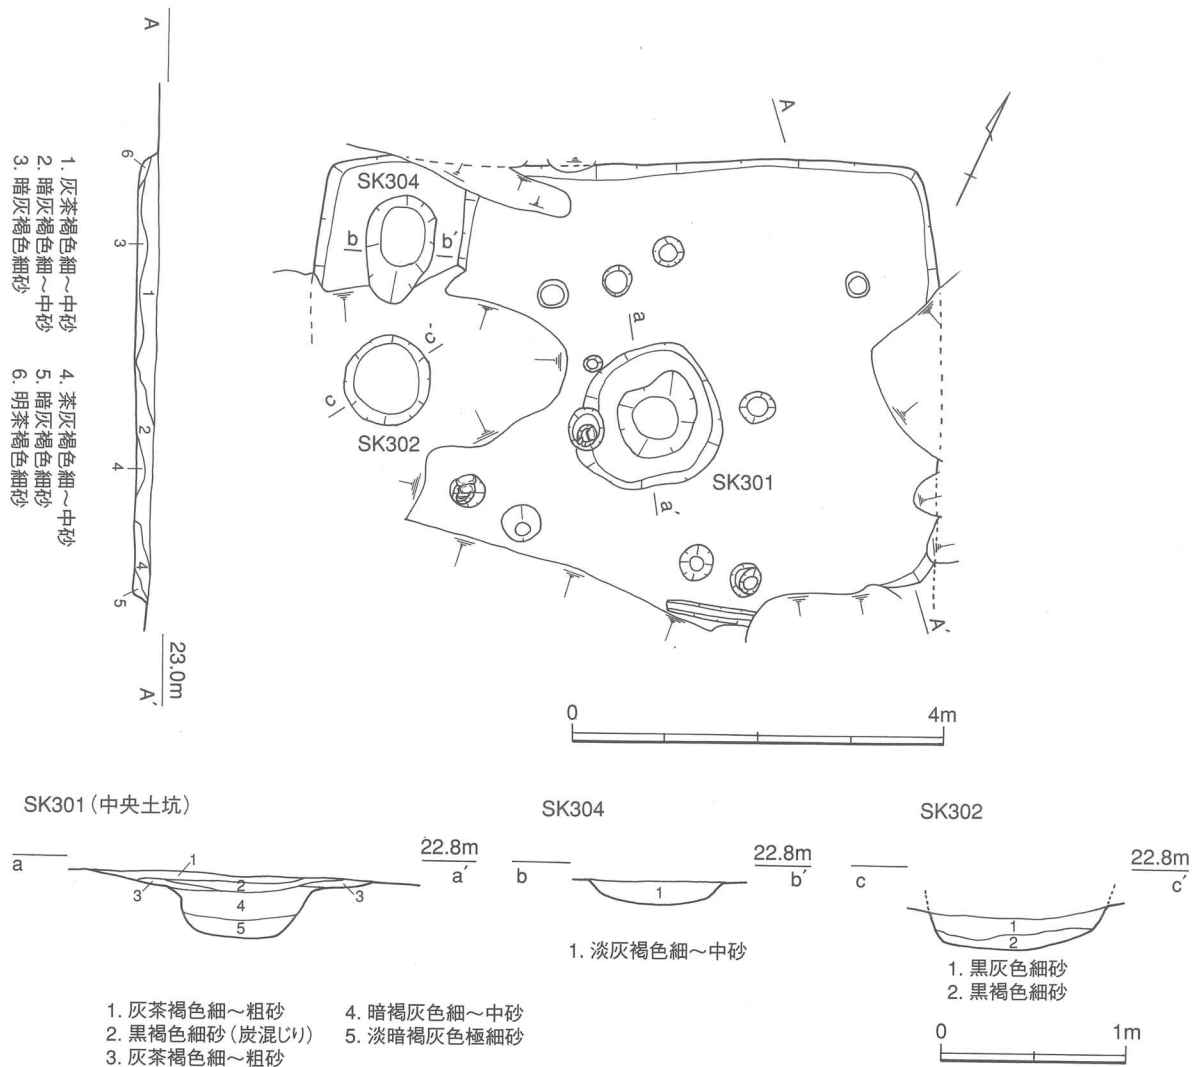 A
6
3
1
2
4
4
5
23.0m
A′
1. 灰茶褐色細～中砂
2. 暗灰褐色細～中砂
3. 暗灰褐色細砂
4. 茶灰褐色細～中砂
5. 暗灰褐色細砂
6. 明茶褐色細砂
A
SK304
b
b′
a
c′
c
SK302
SK301
a′
A′
0
4m
SK301（中央土坑）
a
22.8m
a′
1
2
3
3
4
5
1. 灰茶褐色細～粗砂
2. 黒褐色細砂（炭混じり）
3. 灰茶褐色細～粗砂
4. 暗褐灰色細～中砂
5. 淡暗褐灰色極細砂
SK304
b
22.8m
b′
1
1. 淡灰褐色細～中砂
SK302
c
22.8m
c′
1
2
1. 黒灰色細砂
2. 黒褐色細砂
0
1m